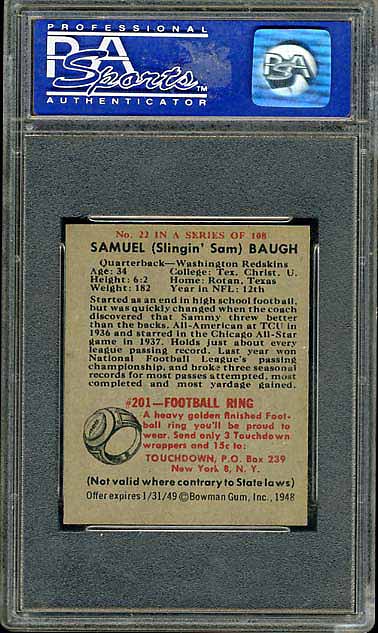 PROFESSIONAL
PSA
Sports™
AUTHENTICATOR
PSA
No. 22 IN A SERIES OF 108
SAMUEL (Slingin' Sam) BAUGH
Quarterback—Washington Redskins
Age: 34 College: Tex. Christ. U.
Height: 6:2 Home: Rotan, Texas
Weight: 182 Year in NFL: 12th
Started as an end in high school football,
but was quickly changed when the coach
discovered that Sammy threw better
than the backs. All-American at TCU in
1936 and starred in the Chicago All-Star
game in 1937. Holds just about every
league passing record. Last year won
National Football League's passing
championship, and broke three seasonal
records for most passes attempted, most
completed and most yardage gained.
#201—FOOTBALL RING
A heavy golden finished Foot-
ball ring you'll be proud to
wear. Send only 3 Touchdown
wrappers and 15c to:
TOUCHDOWN, P.O. Box 239
New York 8, N. Y.
(Not valid where contrary to State laws)
Offer expires 1/31/49 ©Bowman Gum, Inc., 1948